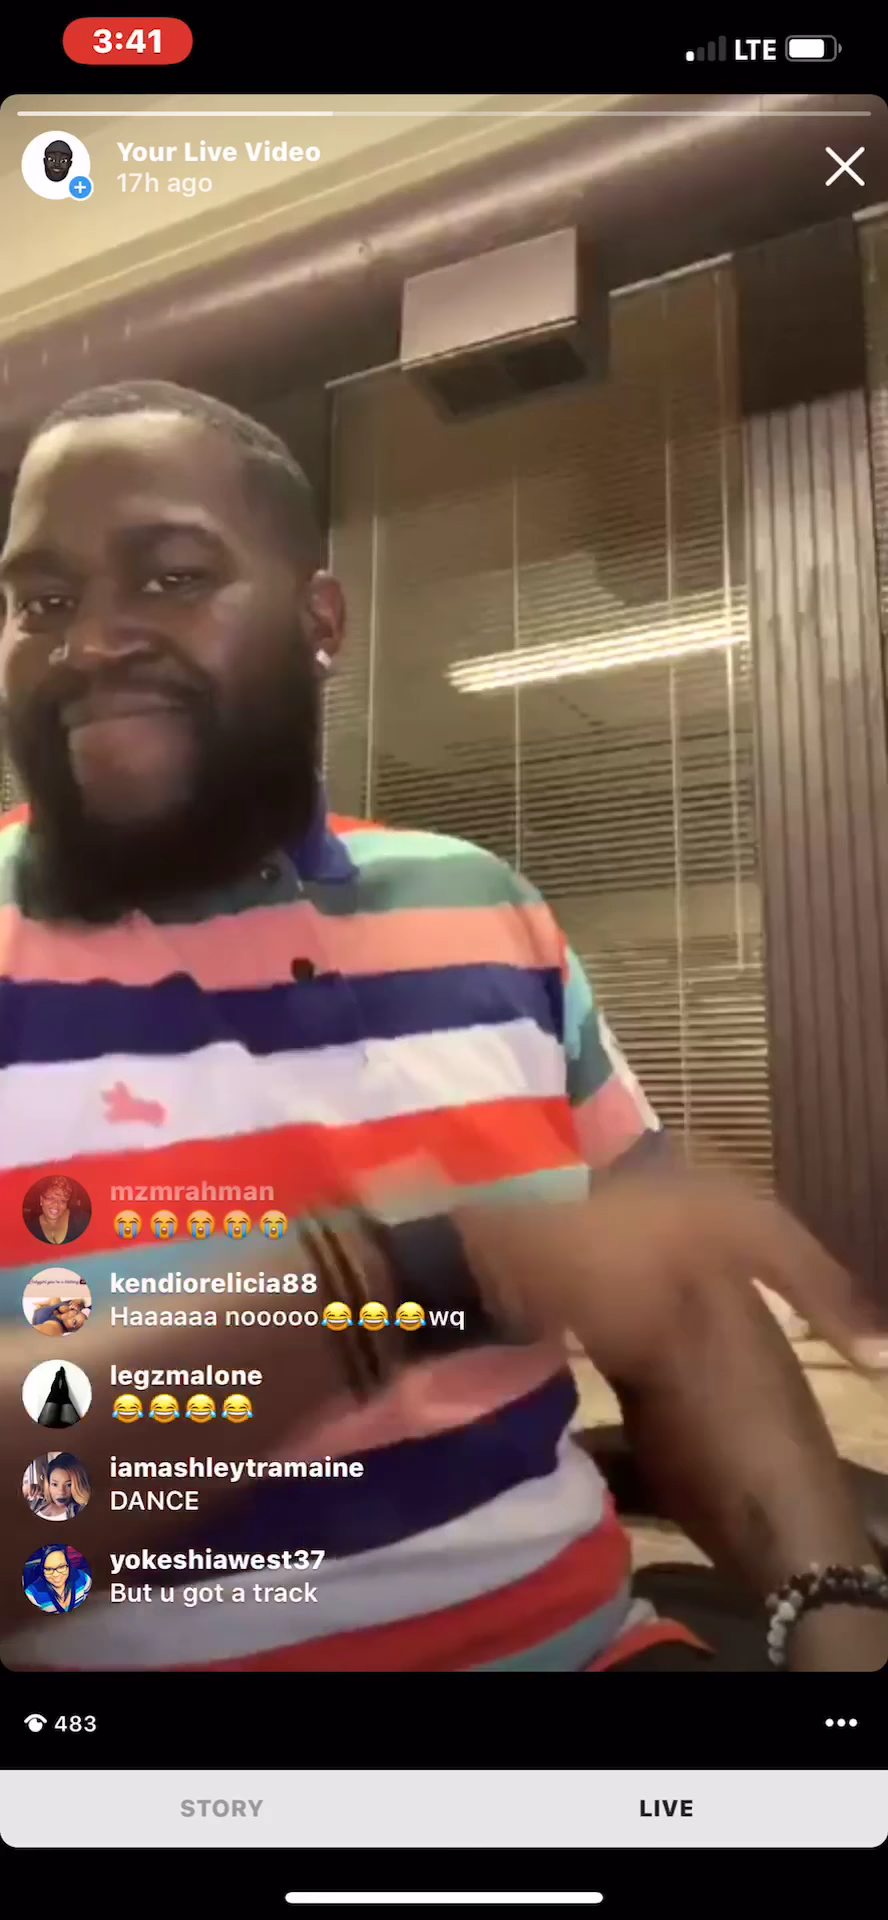 3:41
LTE
Your Live Video
17h ago
mzmrahman
😭😭😭😭😭
kendiorelicia88
Haaaaaa nooooo😂😂😂wq
legzmalone
😂😂😂😂
iamashleytramaine
DANCE
yokeshiawest37
But u got a track
483
STORY
LIVE